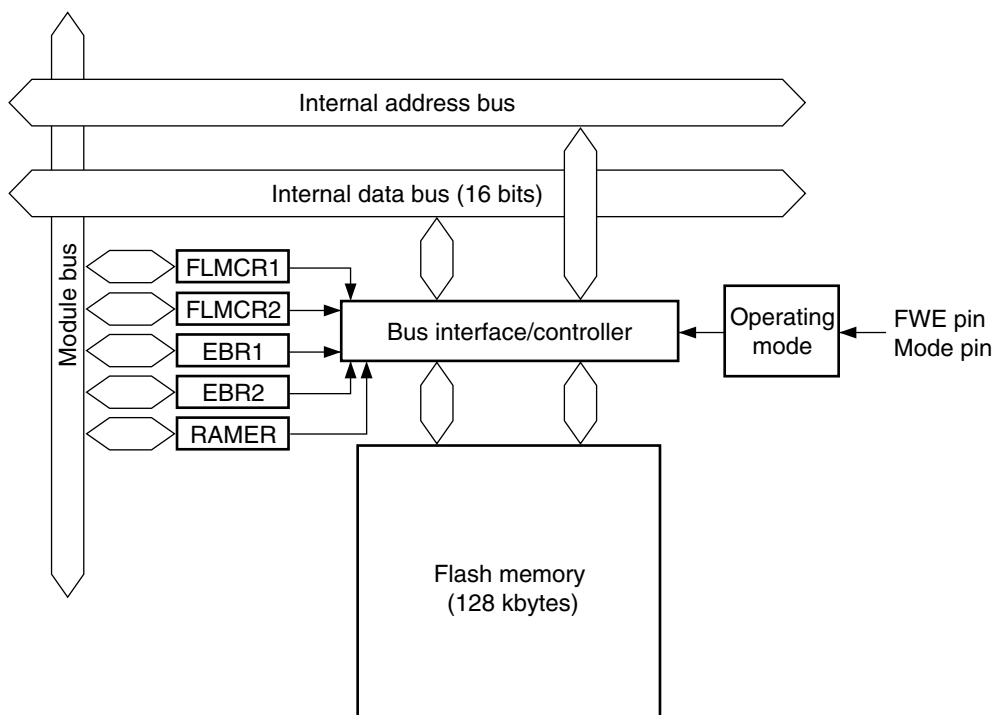 Internal address bus
Internal data bus (16 bits)
Module bus
FLMCR1
FLMCR2
EBR1
EBR2
RAMER
Bus interface/controller
Operating
mode
FWE pin
Mode pin
Flash memory
(128 kbytes)